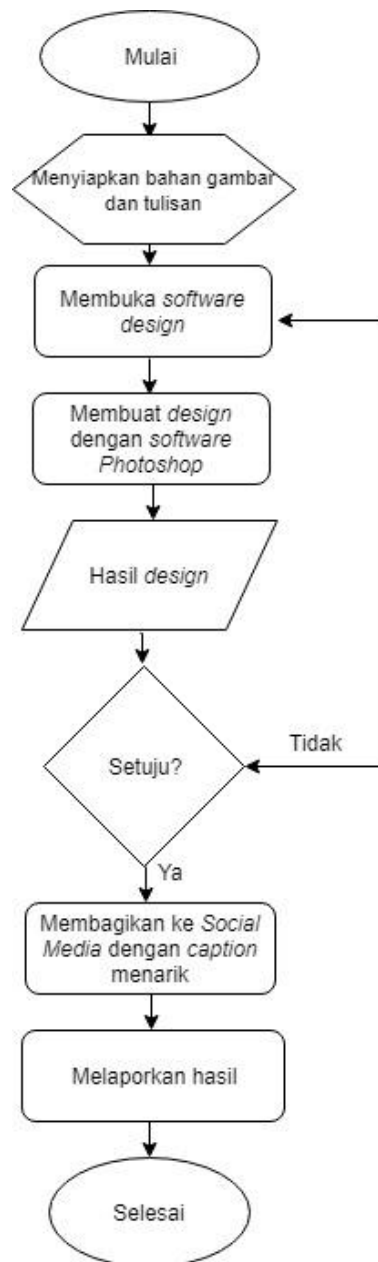 Mulai
Menyiapkan bahan gambar
dan tulisan
Membuka software
design
Membuat design
dengan software
Photoshop
Hasil design
Setuju?
Tidak
Ya
Membagikan ke Social
Media dengan caption
menarik
Melaporkan hasil
Selesai